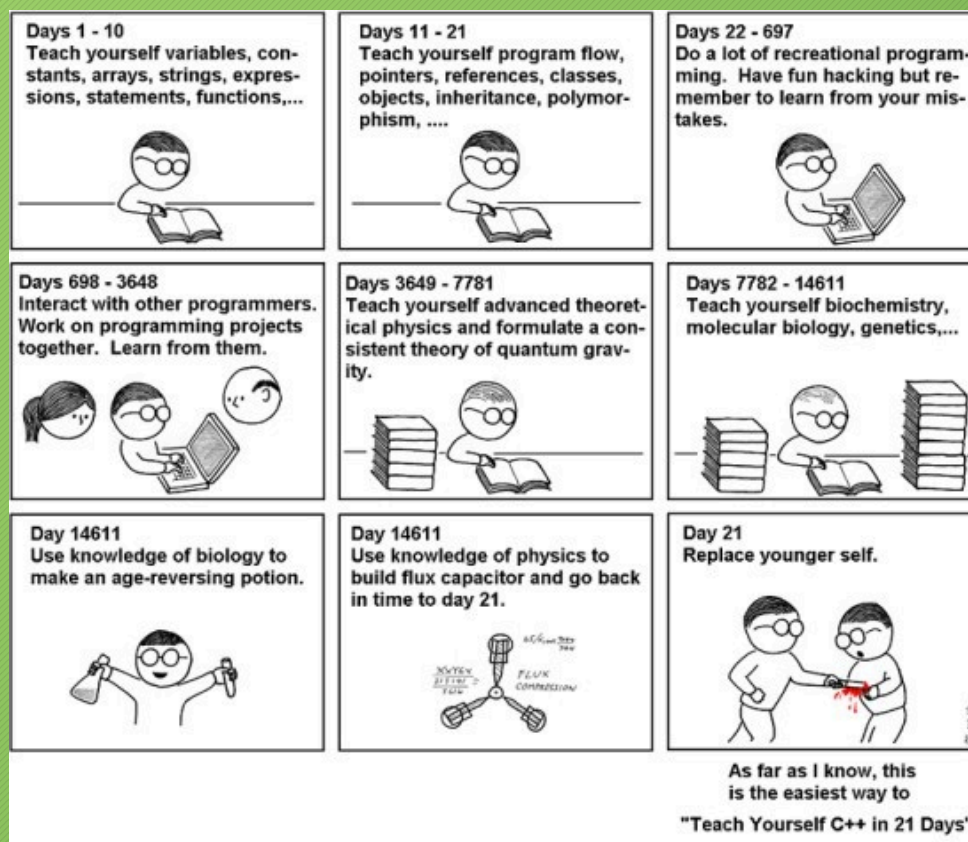 Days 1 - 10
Teach yourself variables, con-
stants, arrays, strings, expres-
sions, statements, functions,...
Days 11 - 21
Teach yourself program flow,
pointers, references, classes,
objects, inheritance, polymor-
phism, ....
Days 22 - 697
Do a lot of recreational program-
ming. Have fun hacking but re-
member to learn from your mis-
takes.
Days 698 - 3648
Interact with other programmers.
Work on programming projects
together. Learn from them.
Days 3649 - 7781
Teach yourself advanced theoret-
ical physics and formulate a con-
sistent theory of quantum grav-
ity.
Days 7782 - 14611
Teach yourself biochemistry,
molecular biology, genetics,...
Day 14611
Use knowledge of biology to
make an age-reversing potion.
Day 14611
Use knowledge of physics to
build flux capacitor and go back
in time to day 21.
FLUX
COMPRESSION
Day 21
Replace younger self.
As far as I know, this
is the easiest way to
"Teach Yourself C++ in 21 Days"